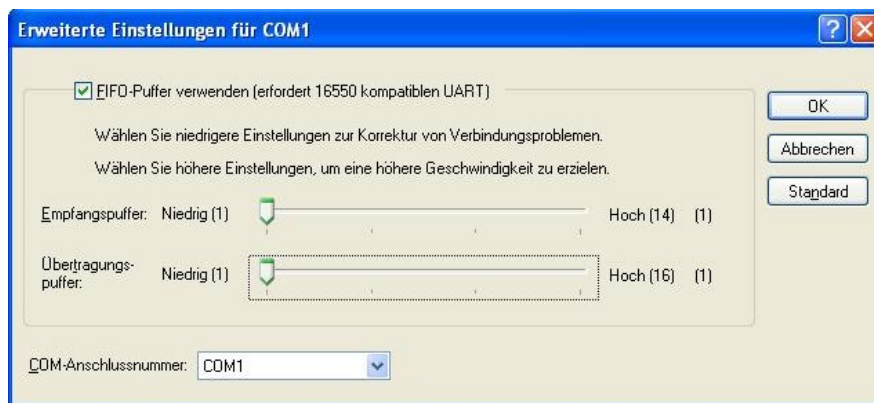 Erweiterte Einstellungen für COM1
FIFO-Puffer verwenden (erfordert 16550 kompatiblen UART)
OK
Wählen Sie niedrigere Einstellungen zur Korrektur von Verbindungsproblemen.
Abbrechen
Wählen Sie höhere Einstellungen, um eine höhere Geschwindigkeit zu erzielen.
Standard
Empfangspuffer: Niedrig (1) Hoch (14) (1)
Übertragungs-
puffer: Niedrig (1) Hoch (16) (1)
COM-Anschlussnummer: COM1